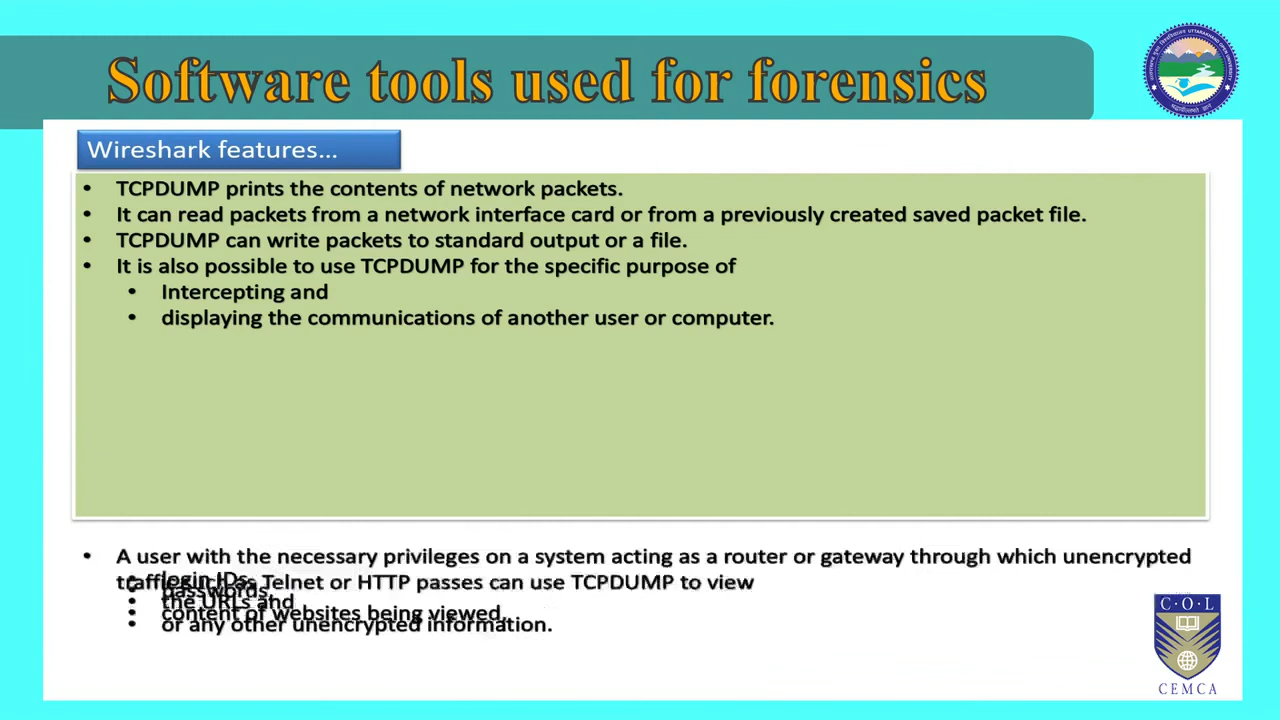 Software tools used for forensics
Wireshark features...
• TCPDUMP prints the contents of network packets.
• It can read packets from a network interface card or from a previously created saved packet file.
• TCPDUMP can write packets to standard output or a file.
• It is also possible to use TCPDUMP for the specific purpose of
• Intercepting and
• displaying the communications of another user or computer.
• A user with the necessary privileges on a system acting as a router or gateway through which unencrypted
traffic such as Telnet or HTTP passes can use TCPDUMP to view
• login IDs,
• passwords,
• the URLs and
• content of websites being viewed,
• or any other unencrypted information.
C·O·L
CEMCA